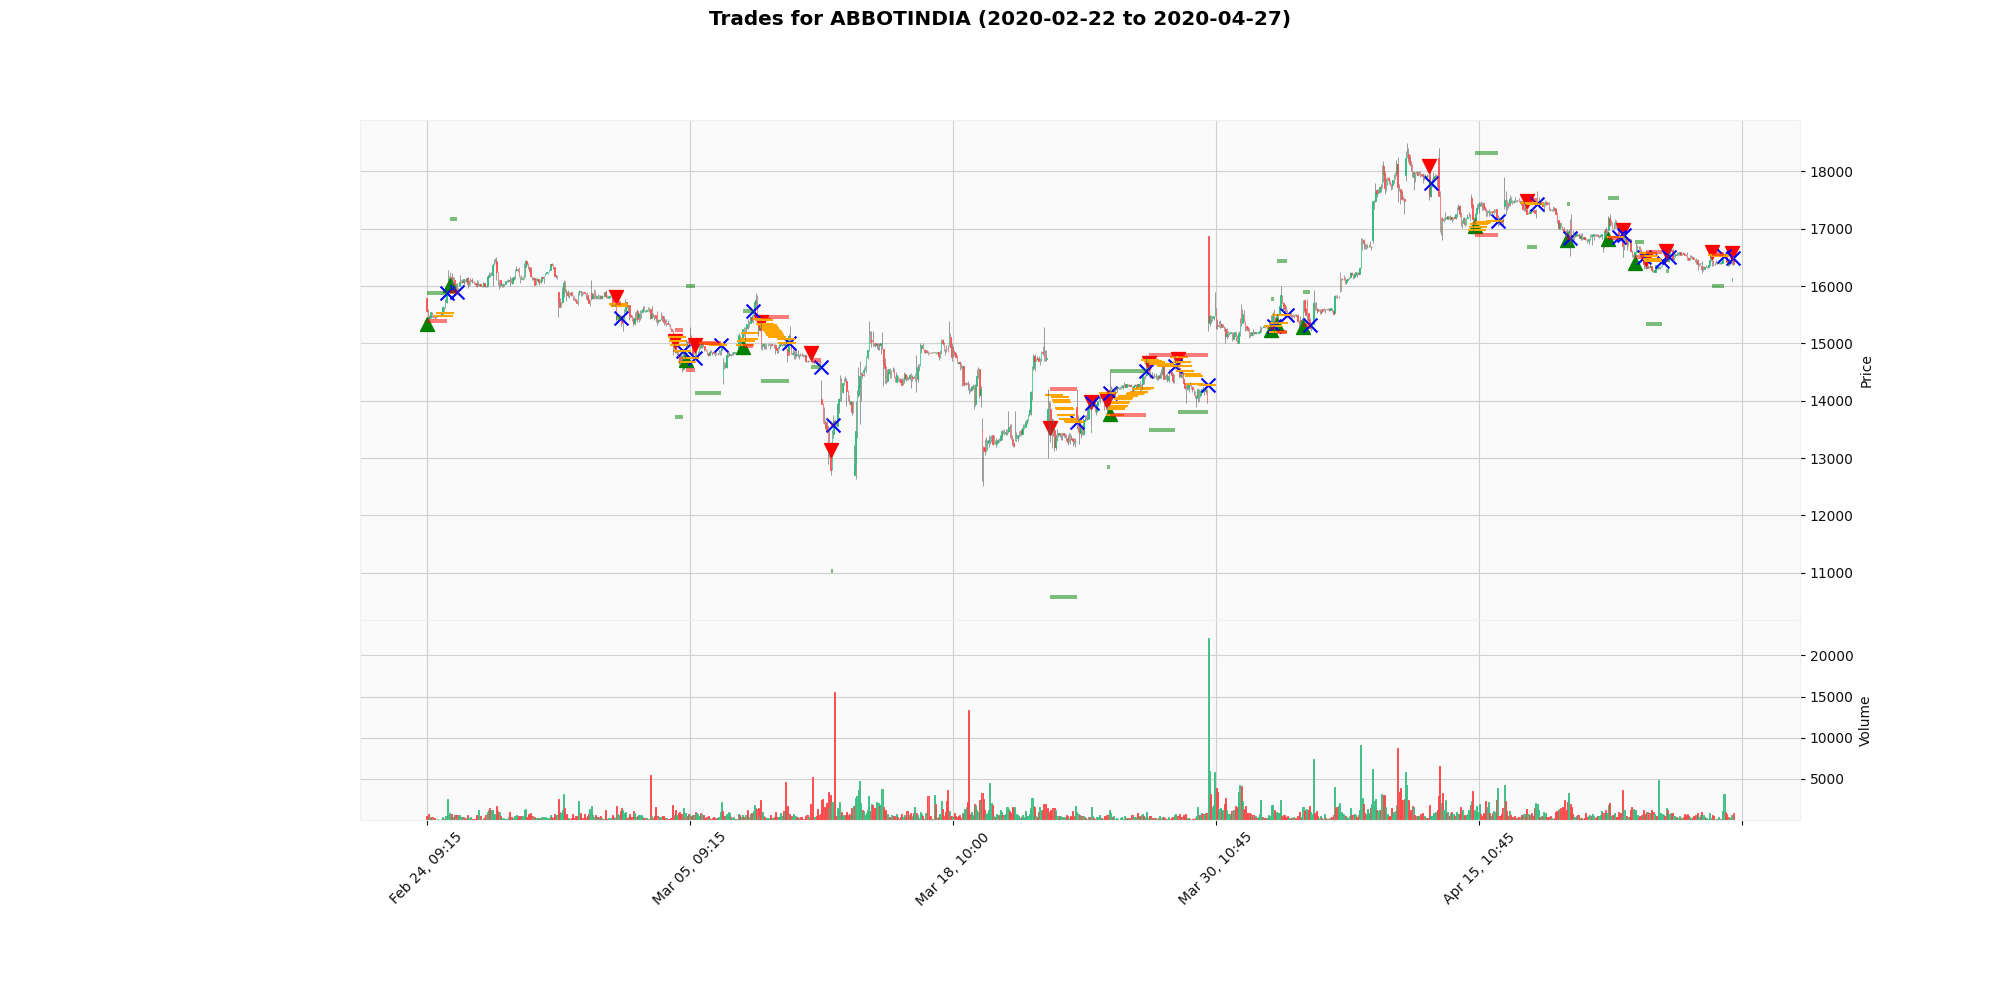 Trades for ABBOTINDIA (2020-02-22 to 2020-04-27)
18000
17000
16000
15000
14000
13000
12000
11000
Price
20000
15000
10000
5000
Volume
Feb 24, 09:15
Mar 05, 09:15
Mar 18, 10:00
Mar 30, 10:45
Apr 15, 10:45